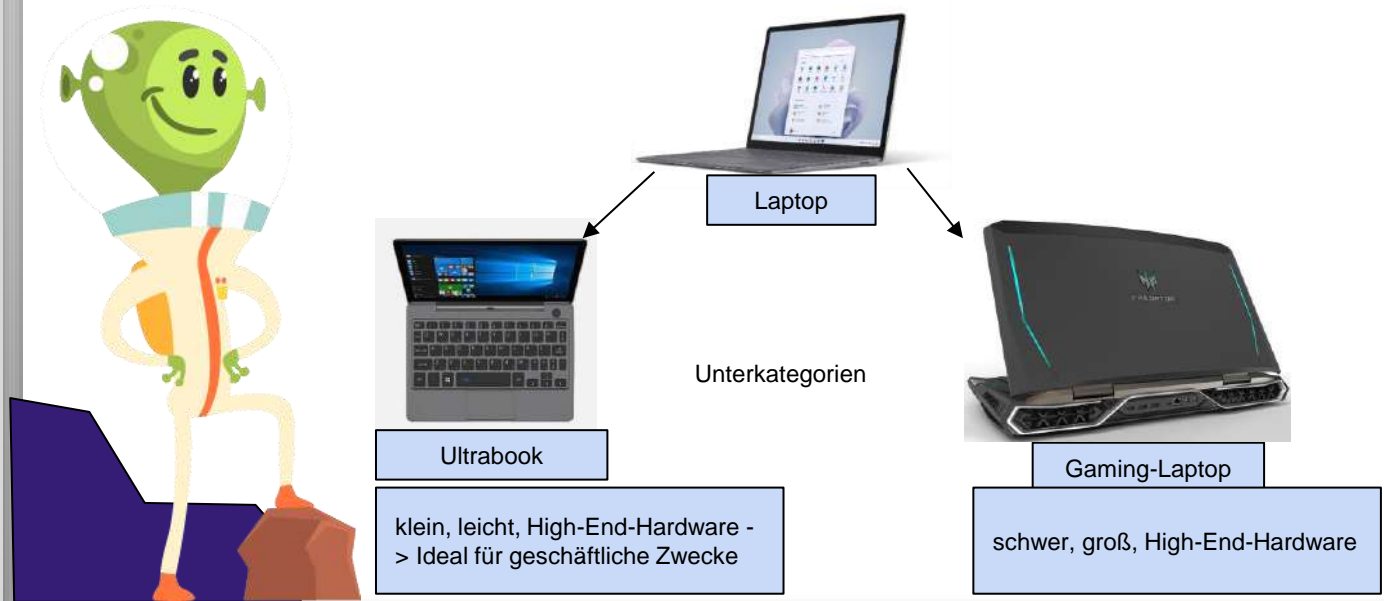 Laptop
PREDATOR
Unterkategorien
Ultrabook
Gaming-Laptop
klein, leicht, High-End-Hardware -
> Ideal für geschäftliche Zwecke
schwer, groß, High-End-Hardware